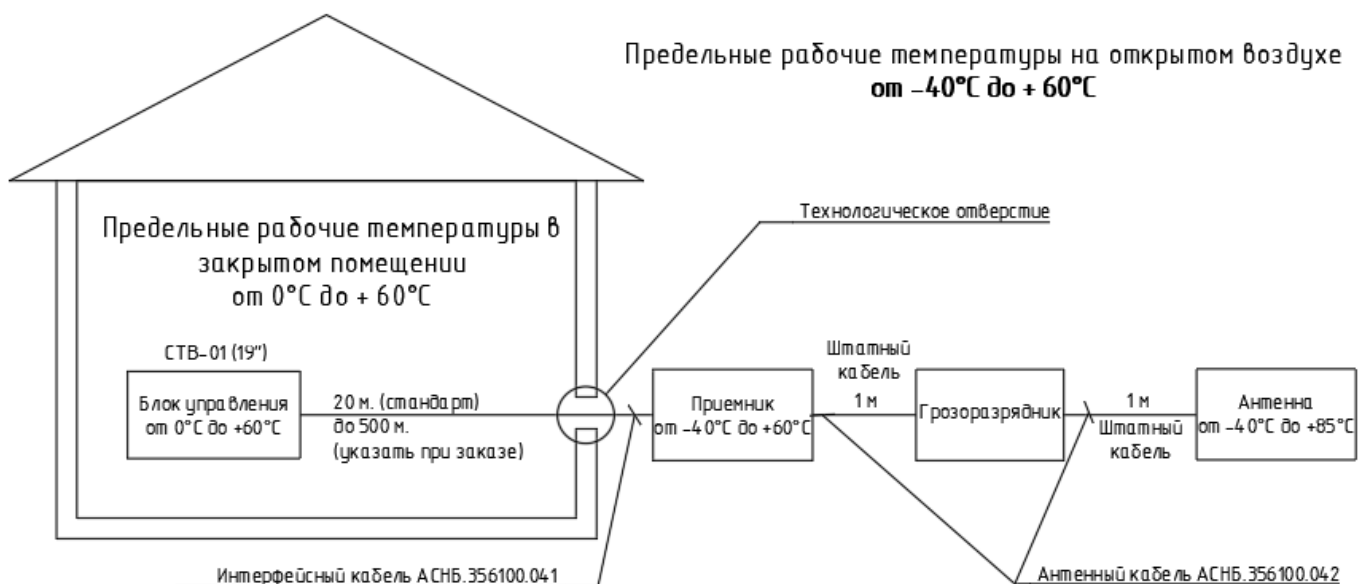 Предельные рабочие температуры на открытом воздухе
от -40°С до + 60°С
Технологическое отверстие
Предельные рабочие температуры в
закрытом помещении
от 0°С до + 60°С
СТВ-01 (19")
Блок управления
от 0°С до +60°С
20 м. (стандарт)
до 500 м.
(указать при заказе)
Приемник
от -40°С до +60°С
Штатный
кабель
1 м
Грозоразрядник
1 м
Штатный
кабель
Антенна
от -40°С до +85°С
Интерфейсный кабель АСНБ.356100.041
Антенный кабель АСНБ.356100.042